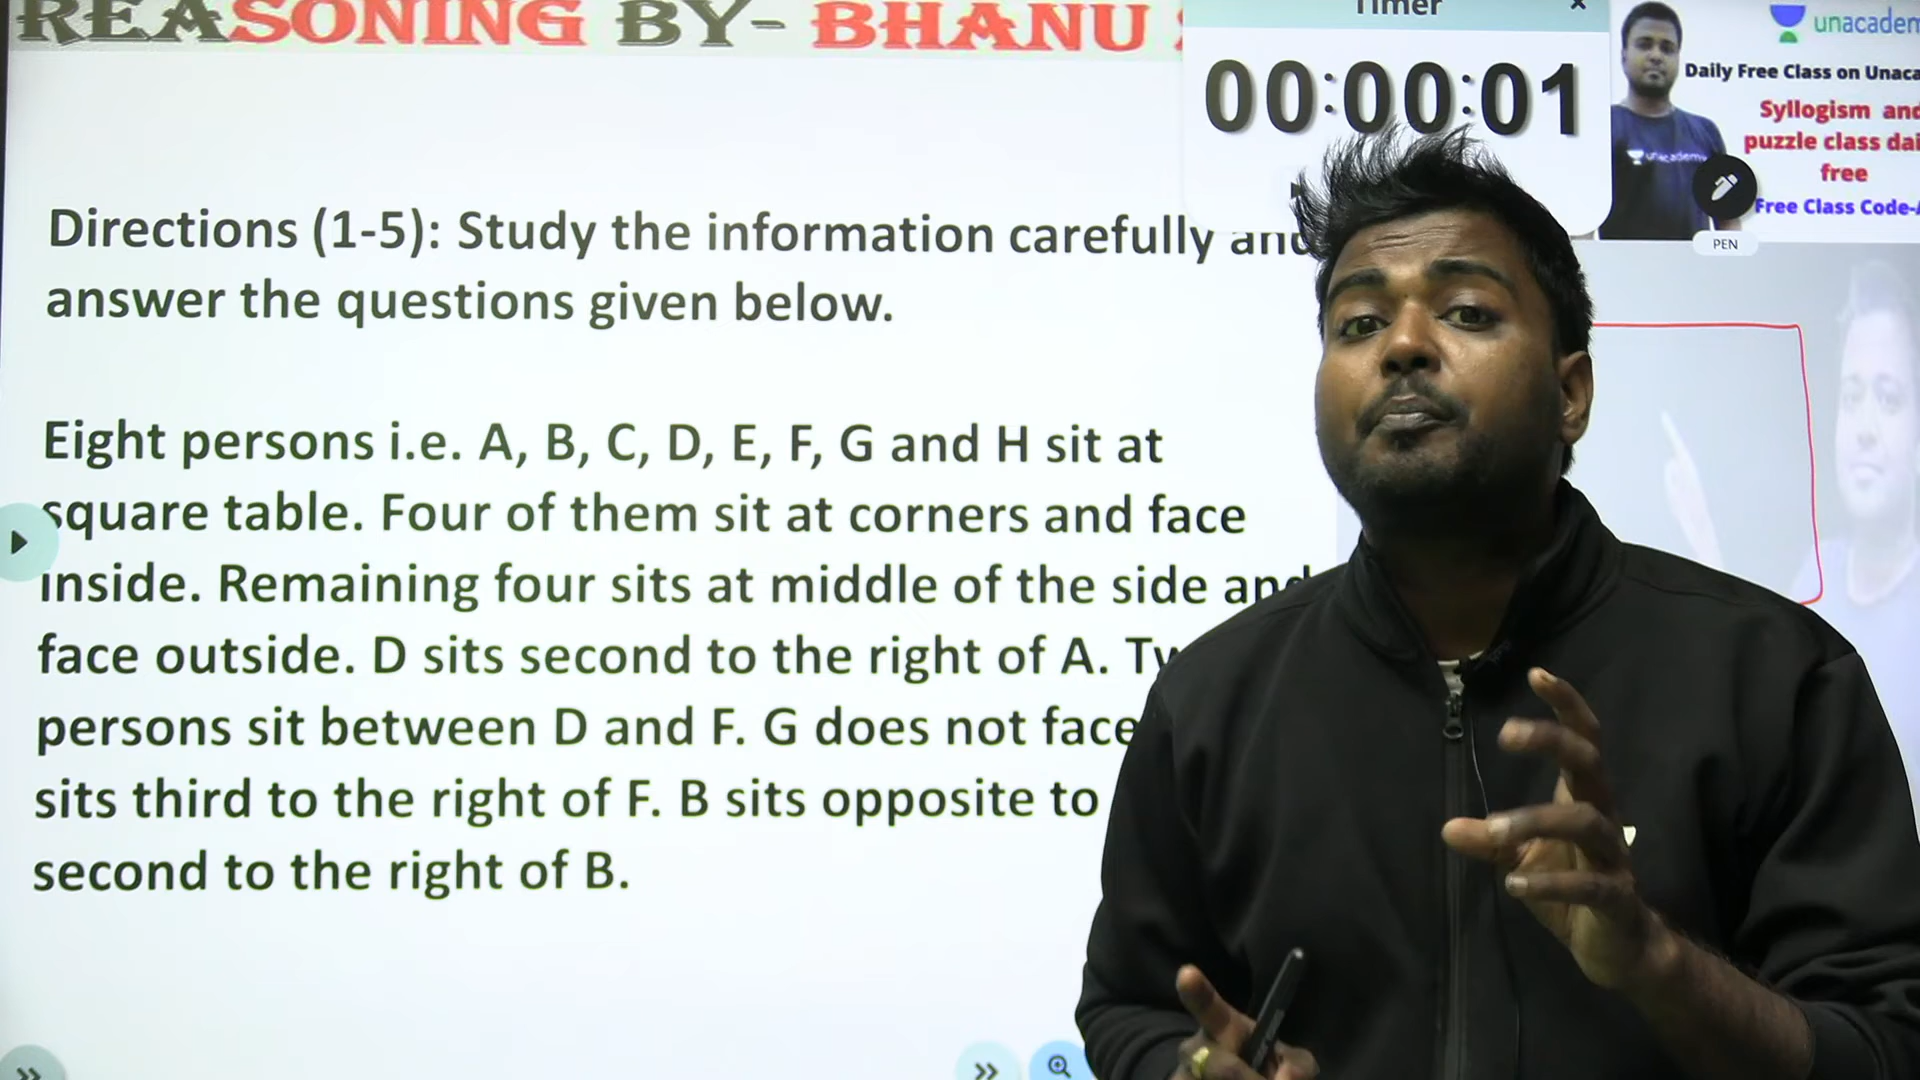 REASONING BY- BHANU
Timer
00:00:01
unacadem
Daily Free Class on Unaca
Syllogism and
puzzle class dai
free
Free Class Code-
unacademy
PEN
Directions (1-5): Study the information carefully and
answer the questions given below.
Eight persons i.e. A, B, C, D, E, F, G and H sit at
square table. Four of them sit at corners and face
inside. Remaining four sits at middle of the side and
face outside. D sits second to the right of A.
persons sit between D and F. G does not face
sits third to the right of F. B sits opposite to
second to the right of B.